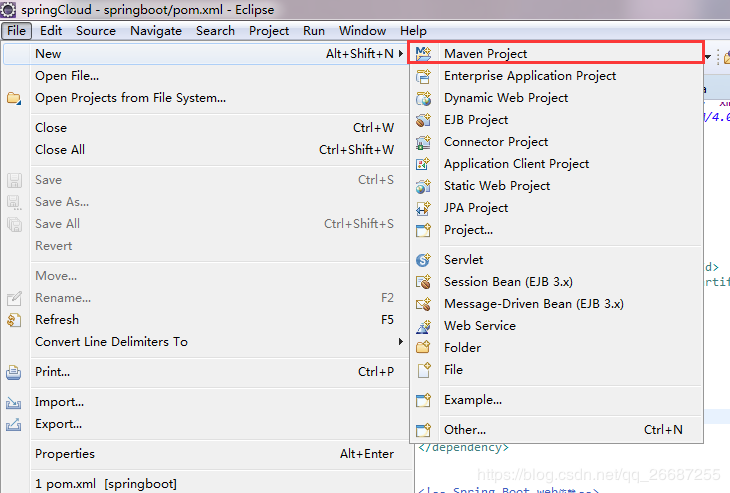 springCloud - springboot/pom.xml - Eclipse
File Edit Source Navigate Search Project Run Window Help
New Alt+Shift+N
Open File...
Open Projects from File System...
Close Ctrl+W
Close All Ctrl+Shift+W
Save Ctrl+S
Save As...
Save All Ctrl+Shift+S
Revert
Move...
Rename... F2
Refresh F5
Convert Line Delimiters To
Print... Ctrl+P
Import...
Export...
Properties Alt+Enter
1 pom.xml [springboot]
Maven Project
Enterprise Application Project
Dynamic Web Project
EJB Project
Connector Project
Application Client Project
Static Web Project
JPA Project
Project...
Servlet
Session Bean (EJB 3.x)
Message-Driven Bean (EJB 3.x)
Web Service
Folder
File
Example...
Other... Ctrl+N
/4.0
d>
rtif
</dependency>
<!-- Spring Boot web
https://blog.csdn.net/qq_26687255